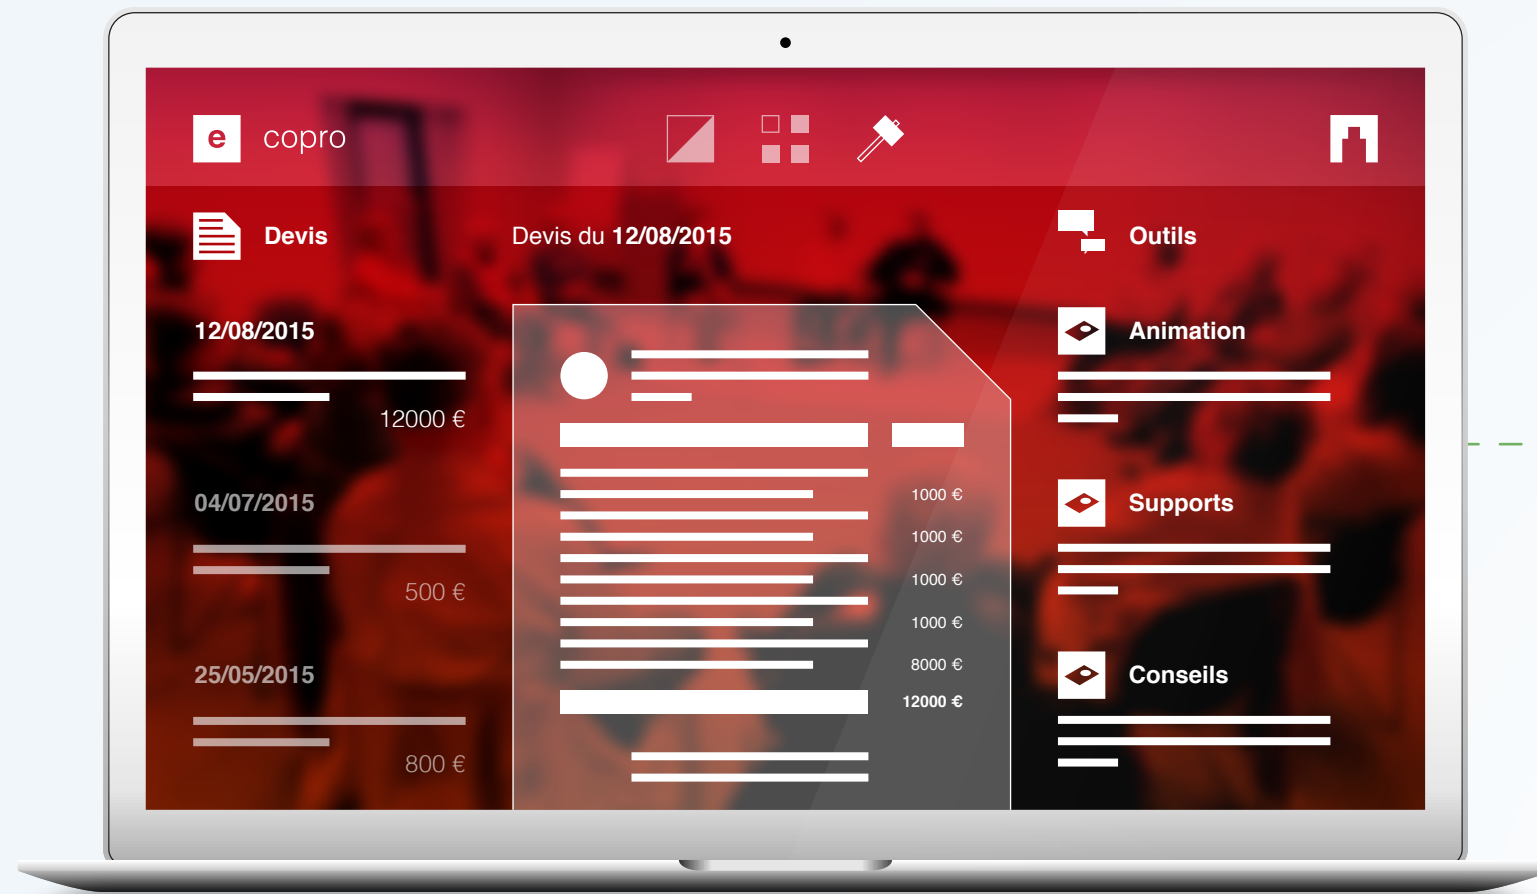 e copro
Devis
12/08/2015
12000 €
04/07/2015
500 €
25/05/2015
800 €
Devis du 12/08/2015
1000 €
1000 €
1000 €
1000 €
8000 €
12000 €
Outils
Animation
Supports
Conseils